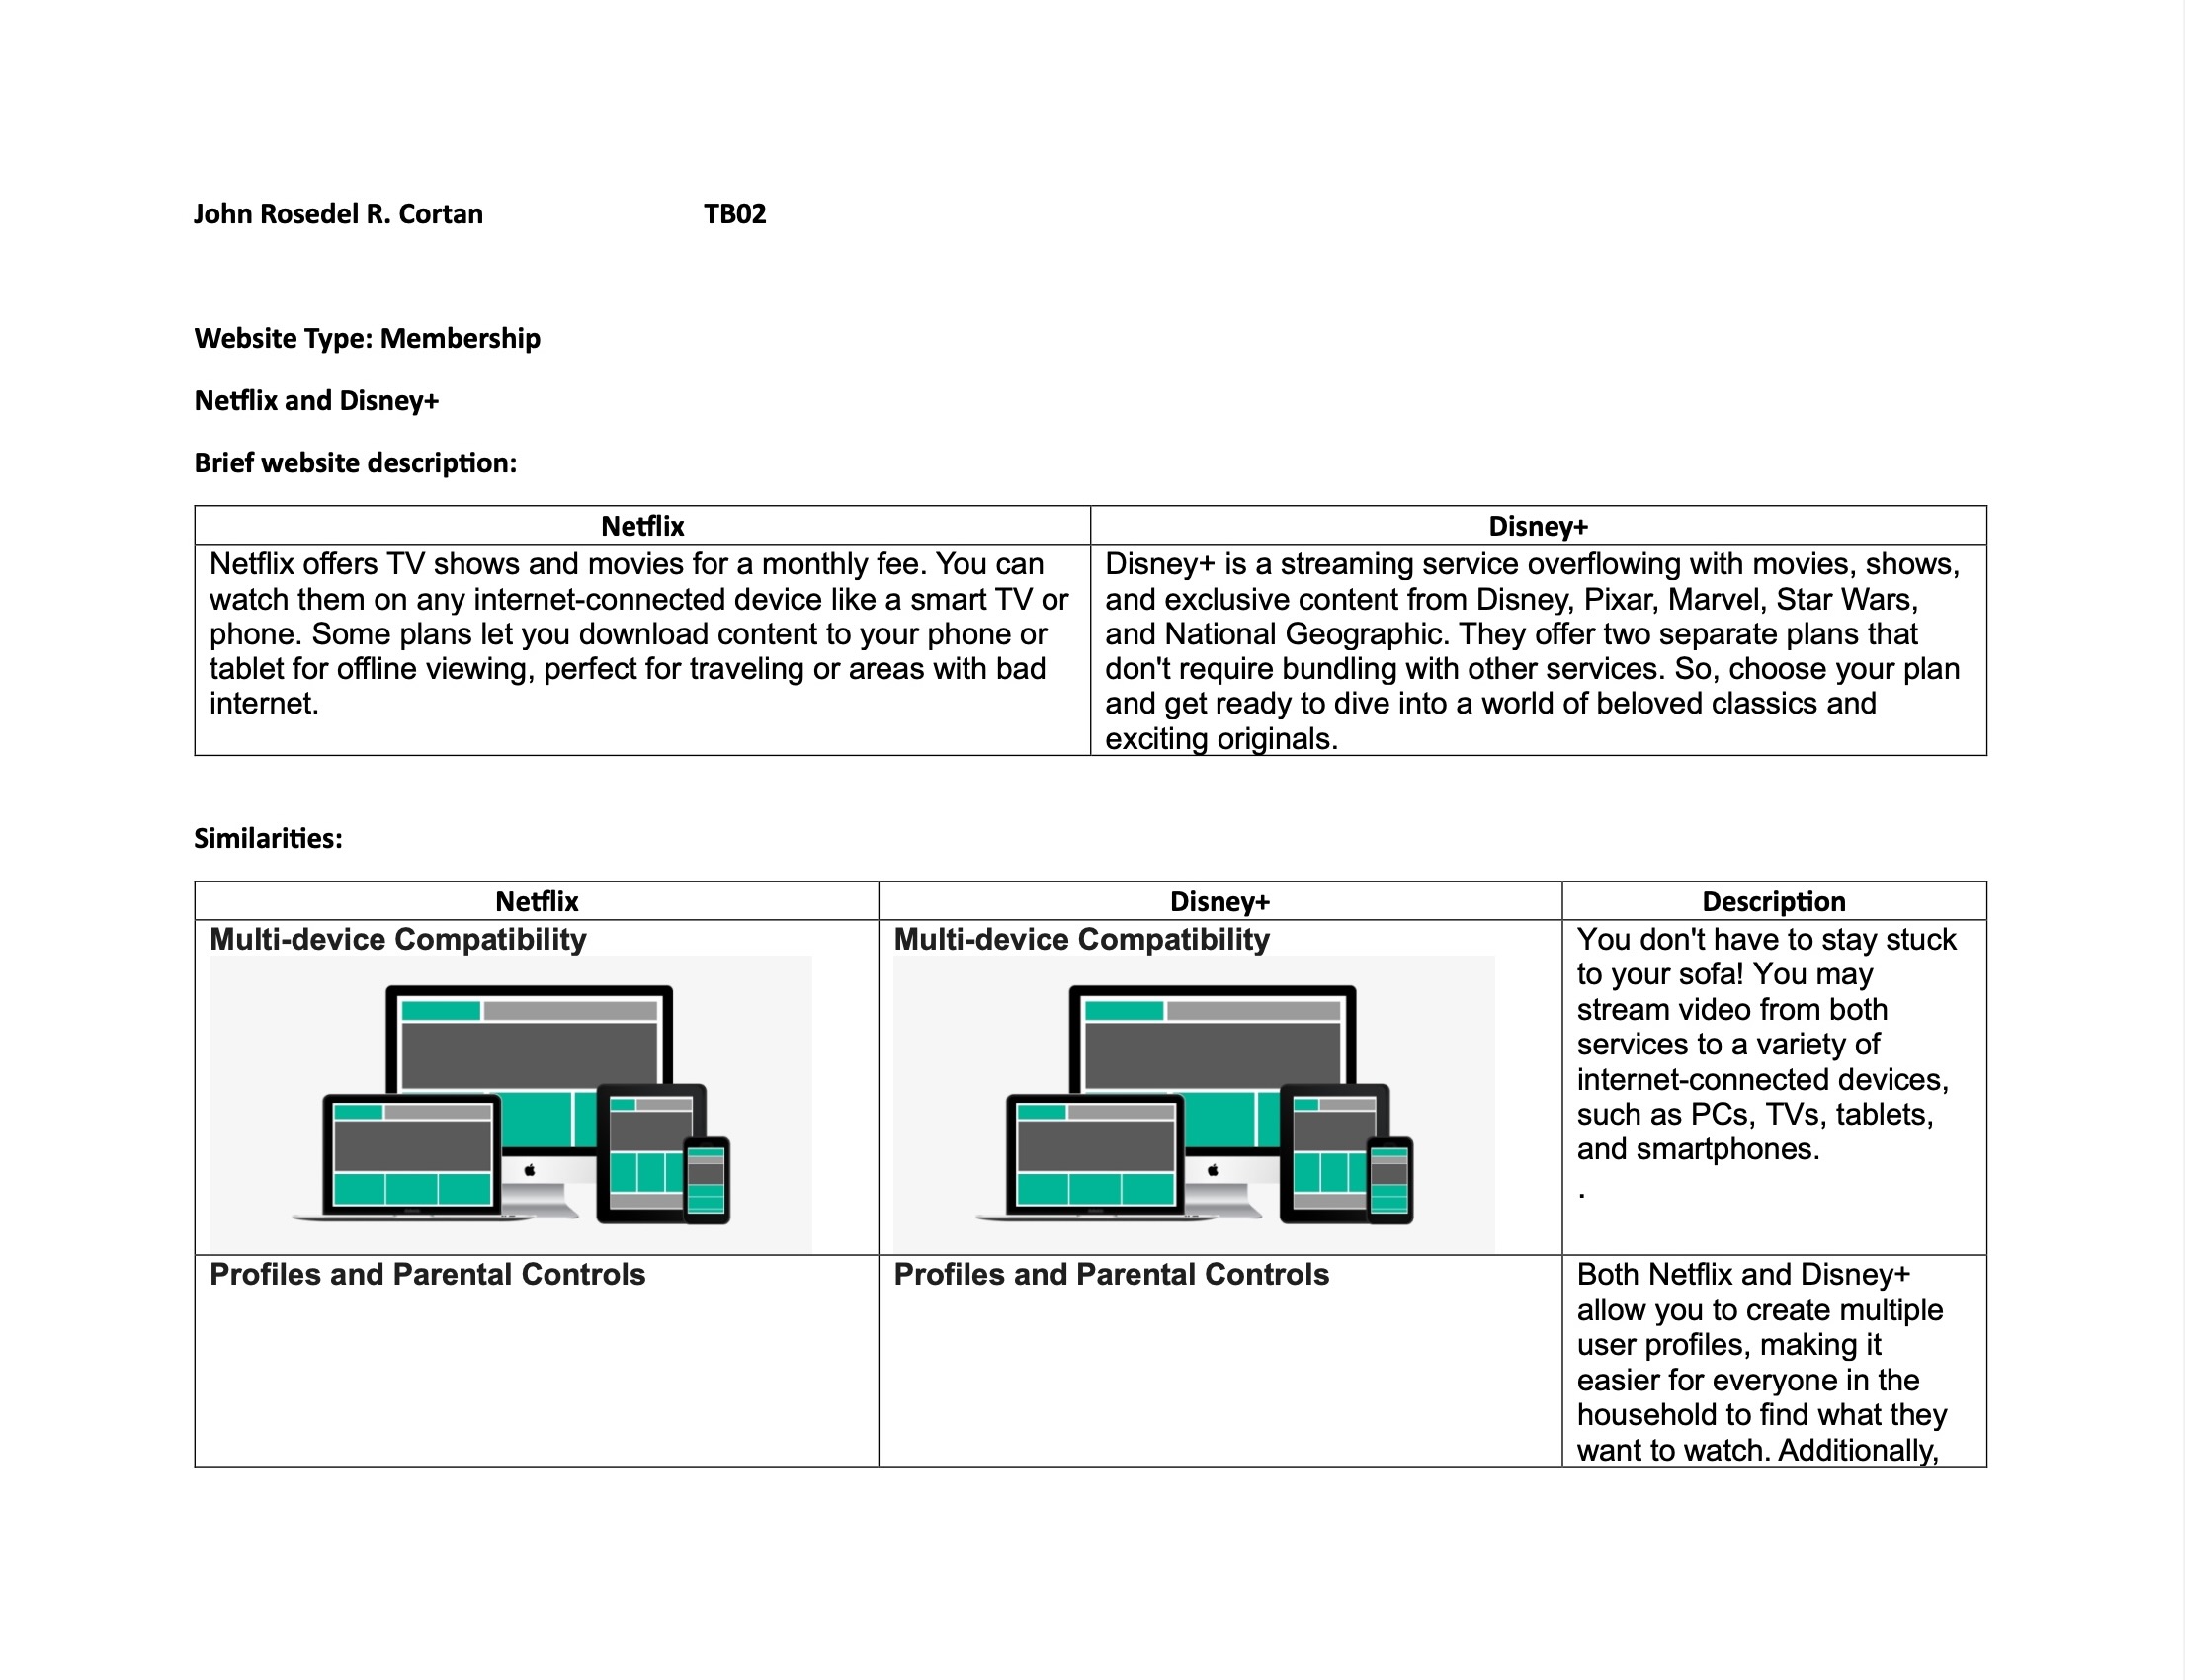 John Rosedel R. Cortan TB02
Website Type: Membership
Netflix and Disney+
Brief website description:
Netflix
Disney+
Netflix offers TV shows and movies for a monthly fee. You can
watch them on any internet-connected device like a smart TV or
phone. Some plans let you download content to your phone or
tablet for offline viewing, perfect for traveling or areas with bad
internet.
Disney+ is a streaming service overflowing with movies, shows,
and exclusive content from Disney, Pixar, Marvel, Star Wars,
and National Geographic. They offer two separate plans that
don't require bundling with other services. So, choose your plan
and get ready to dive into a world of beloved classics and
exciting originals.
Similarities:
Netflix
Disney+
Description
Multi-device Compatibility
Multi-device Compatibility
You don't have to stay stuck
to your sofa! You may
stream video from both
services to a variety of
internet-connected devices,
such as PCs, TVs, tablets,
and smartphones.
.
Profiles and Parental Controls
Profiles and Parental Controls
Both Netflix and Disney+
allow you to create multiple
user profiles, making it
easier for everyone in the
household to find what they
want to watch. Additionally,